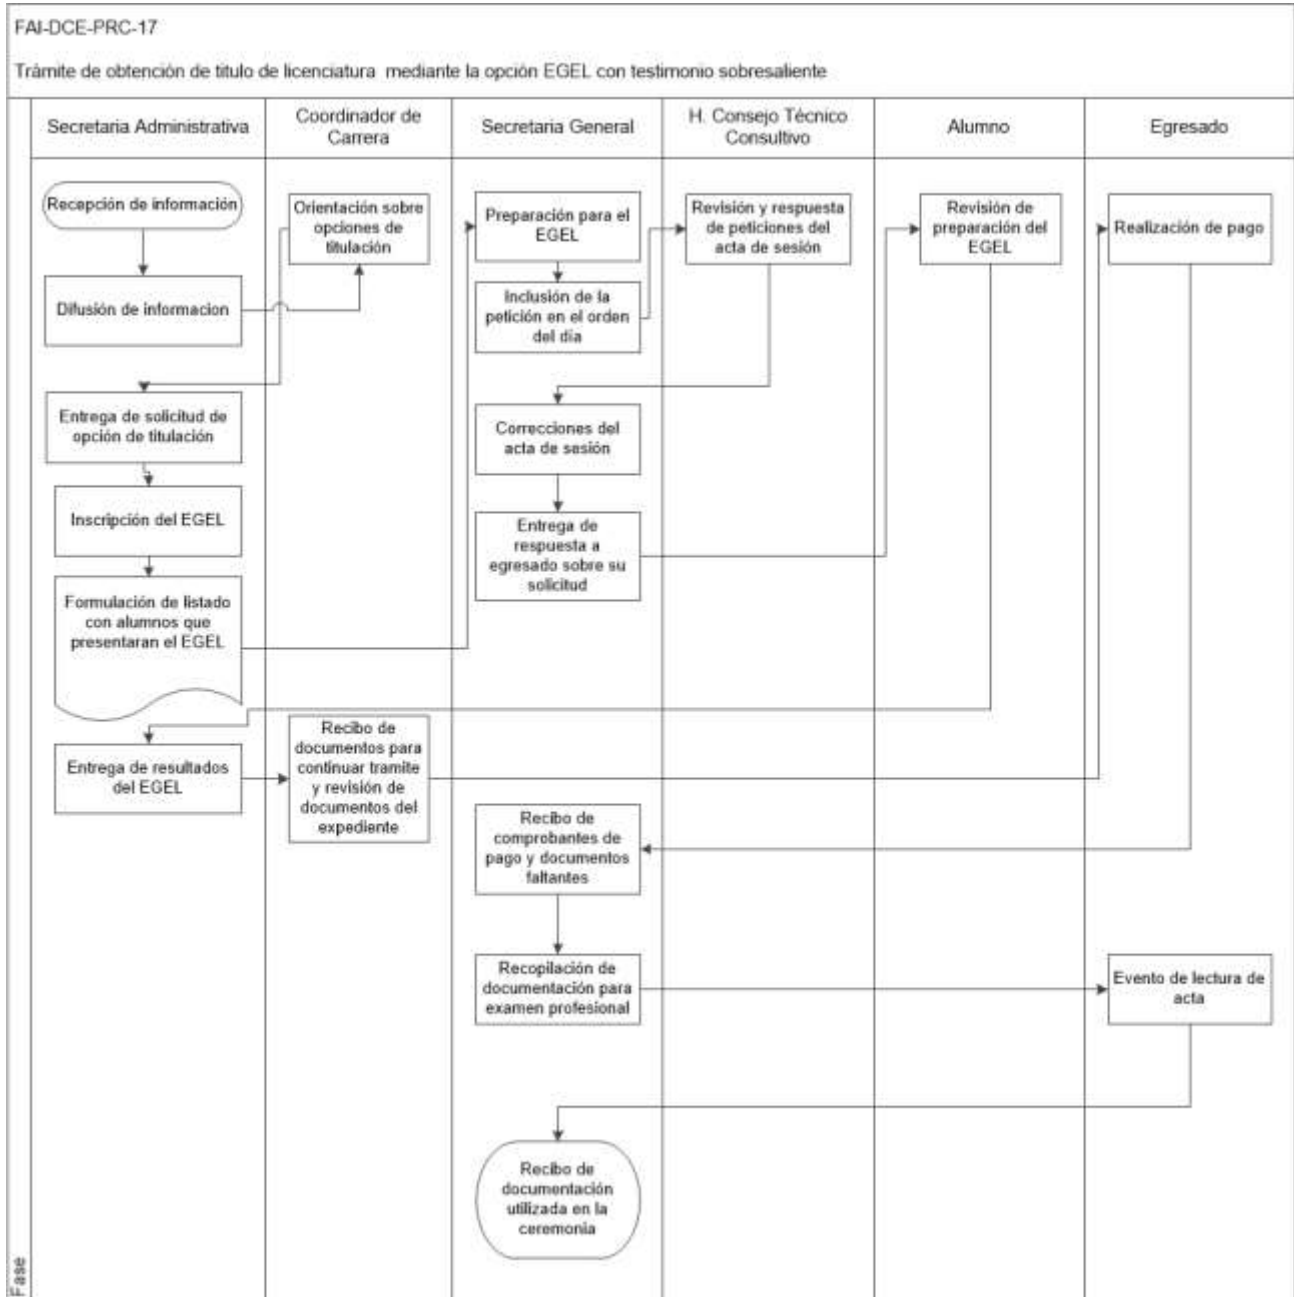 FAI-DCE-PRC-17
Trámite de obtención de titulo de licenciatura mediante la opción EGEL con testimonio sobresaliente
Secretaria Administrativa
Coordinador de
Carrera
Secretaria General
H. Consejo Técnico
Consultivo
Alumno
Egresado
Recepción de información
Orientación sobre
opciones de
titulación
Preparación para el
EGEL
Revisión y respuesta
de peticiones del
acta de sesión
Revisión de
preparación del
EGEL
Realización de pago
Difusión de informacion
Inclusión de la
petición en el orden
del día
Entrega de solicitud de
opción de titulación
Correcciones del
acta de sesión
Inscripción del EGEL
Entrega de
respuesta a
egresado sobre su
solicitud
Formulación de listado
con alumnos que
presentaran el EGEL
Entrega de resultados
del EGEL
Recibo de
documentos para
continuar tramite
y revisión de
documentos del
expediente
Recibo de
comprobantes de
pago y documentos
faltantes
Recopilación de
documentación para
examen profesional
Evento de lectura de
acta
Recibo de
documentación
utilizada en la
ceremonia
Fase